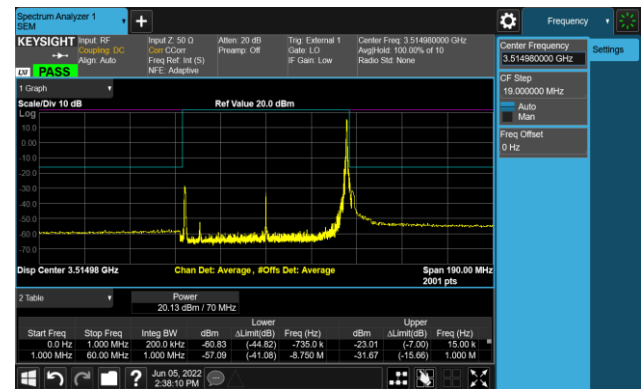 Spectrum Analyzer 1
SEM
Frequency
KEYSIGHT
Input: RF
Coupling: DC
Align: Auto
Input Z: 50 Ω
Corr CCorr
Freq Ref: Int (S)
NFE: Adaptive
Atten: 20 dB
Preamp: Off
Trig: External 1
Gate: LO
IF Gain: Low
Center Freq: 3.514980000 GHz
Avg|Hold: 100.00% of 10
Radio Std: None
LXI
PASS
Center Frequency
3.514980000 GHz
Settings
CF Step
19.000000 MHz
Auto
Man
Freq Offset
0 Hz
1 Graph
Scale/Div 10 dB
Ref Value 20.0 dBm
Log
10.0
0.00
-10.0
-20.0
-30.0
-40.0
-50.0
-60.0
-70.0
Disp Center 3.51498 GHz
Chan Det: Average, #Offs Det: Average
Span 190.00 MHz
2001 pts
2 Table
Power
20.13 dBm / 70 MHz
Lower Upper
Start Freq Stop Freq Integ BW dBm ΔLimit(dB) Freq (Hz) dBm ΔLimit(dB) Freq (Hz)
0.0 Hz 1.000 MHz 200.0 kHz -60.83 (-44.82) -735.0 k -23.01 (-7.00) 15.00 k
1.000 MHz 60.00 MHz 1.000 MHz -57.09 (-41.08) -8.750 M -31.67 (-15.66) 1.000 M
?
Jun 05, 2022
2:38:10 PM